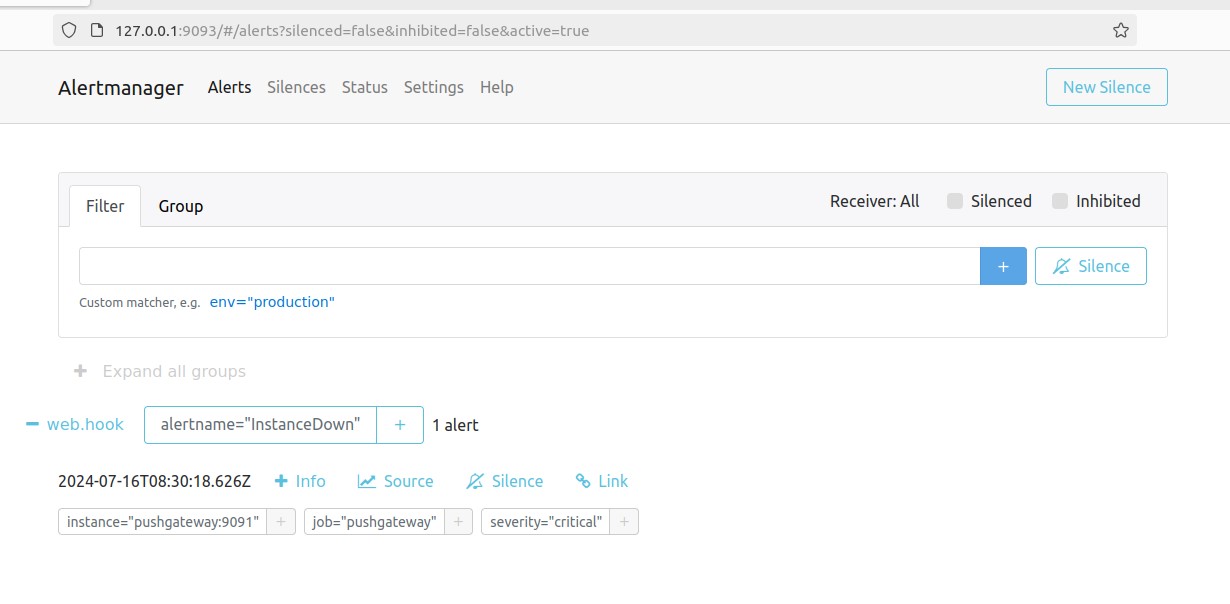 127.0.0.1:9093/#/alerts?silenced=false&inhibited=false&active=true
Alertmanager Alerts Silences Status Settings Help New Silence
Filter Group Receiver: All Silenced Inhibited
+ Silence
Custom matcher, e.g. env="production"
+ Expand all groups
− web.hook alertname="InstanceDown" + 1 alert
2024-07-16T08:30:18.626Z + Info Source Silence Link
instance="pushgateway:9091" + job="pushgateway" + severity="critical" +